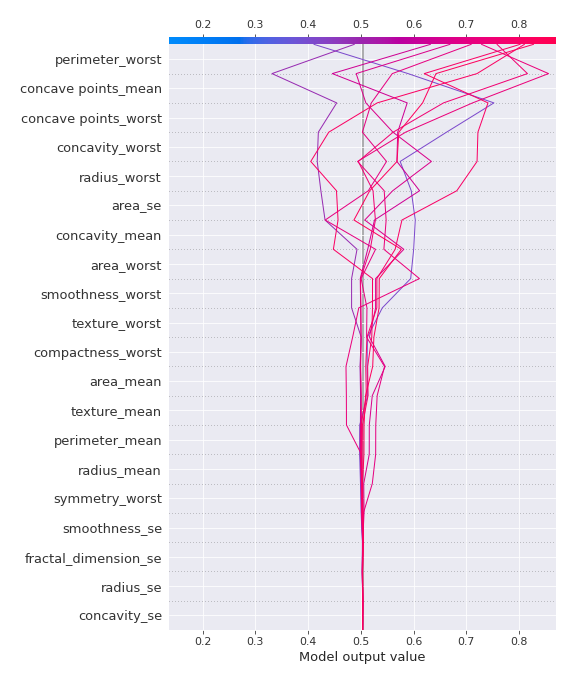 0.2 0.3 0.4 0.5 0.6 0.7 0.8
perimeter_worst
concave points_mean
concave points_worst
concavity_worst
radius_worst
area_se
concavity_mean
area_worst
smoothness_worst
texture_worst
compactness_worst
area_mean
texture_mean
perimeter_mean
radius_mean
symmetry_worst
smoothness_se
fractal_dimension_se
radius_se
concavity_se
0.2 0.3 0.4 0.5 0.6 0.7 0.8
Model output value